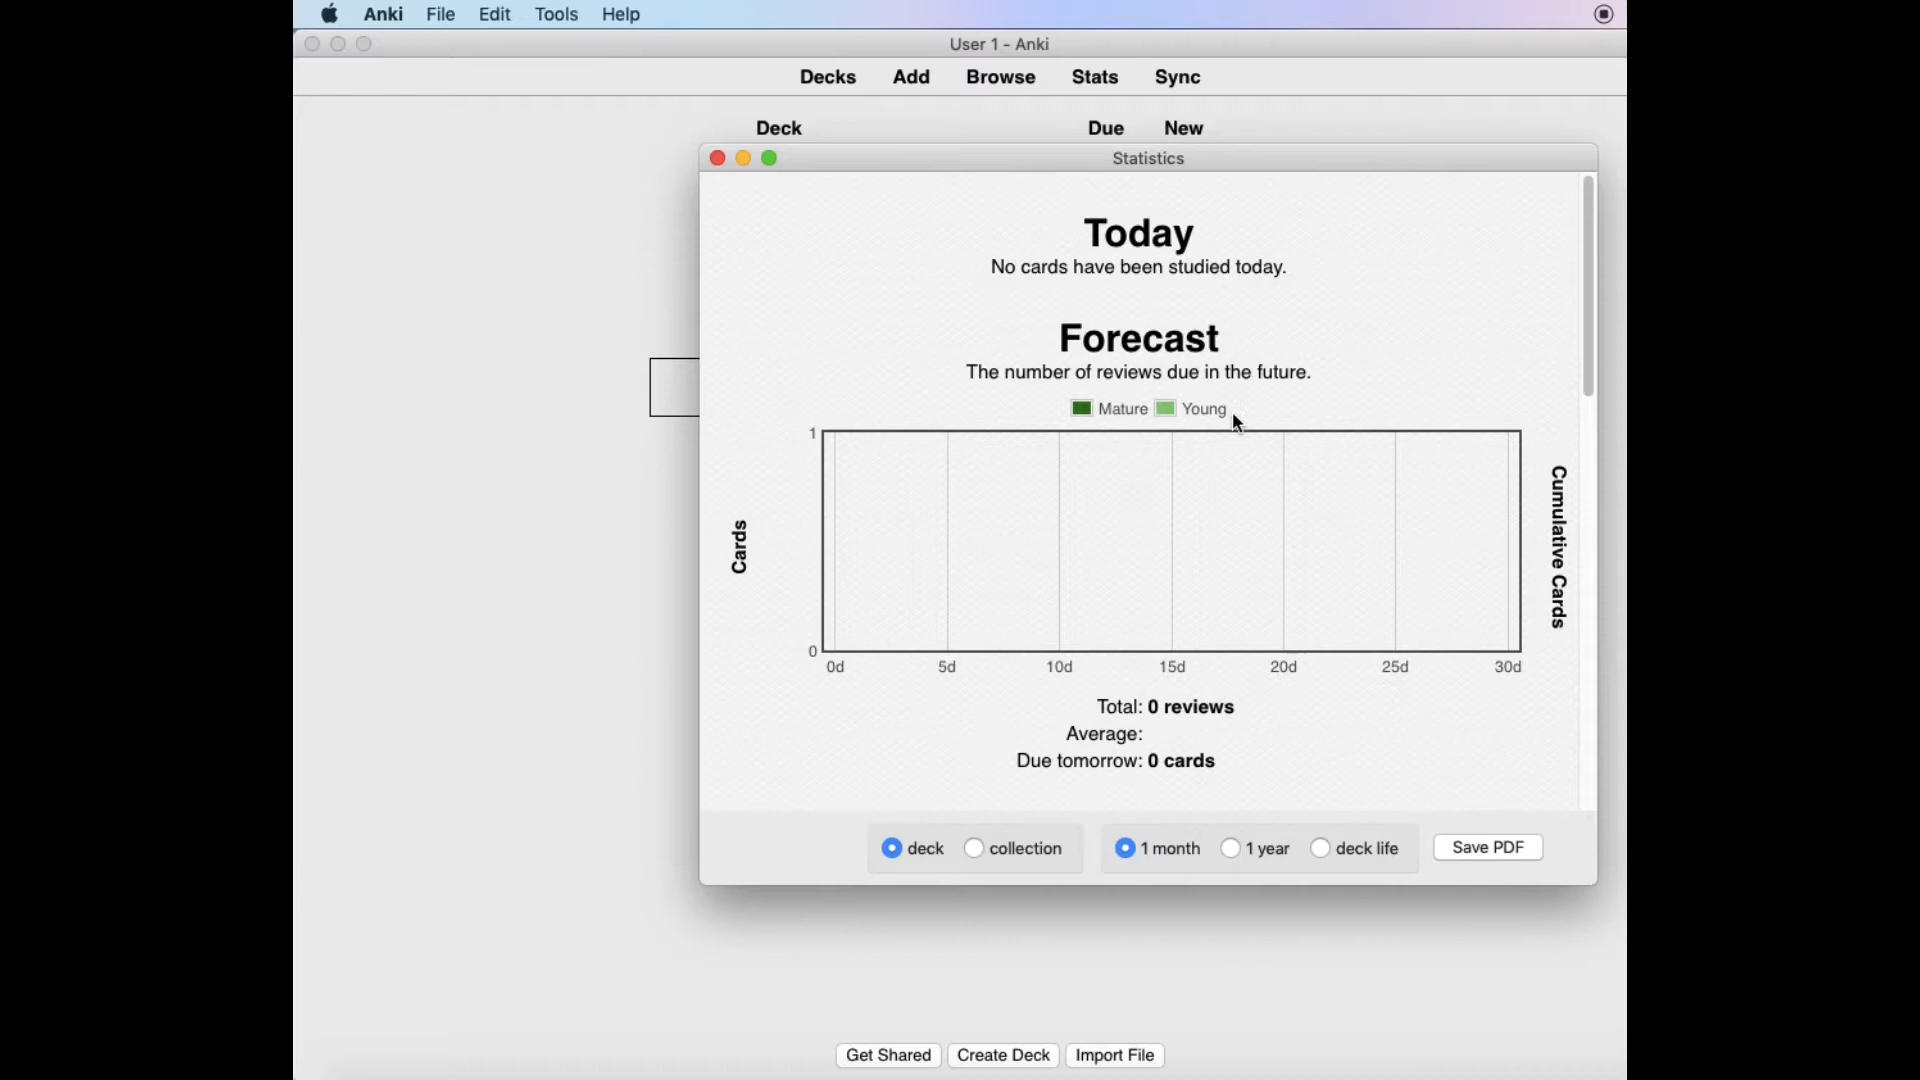 Anki File Edit Tools Help
User 1 - Anki
Decks Add Browse Stats Sync
Deck Due New
Statistics
Today
No cards have been studied today.
Forecast
The number of reviews due in the future.
Mature Young
1
0
Cards
Cumulative Cards
0d 5d 10d 15d 20d 25d 30d
Total: 0 reviews
Average:
Due tomorrow: 0 cards
deck collection 1 month 1 year deck life Save PDF
Get Shared Create Deck Import File